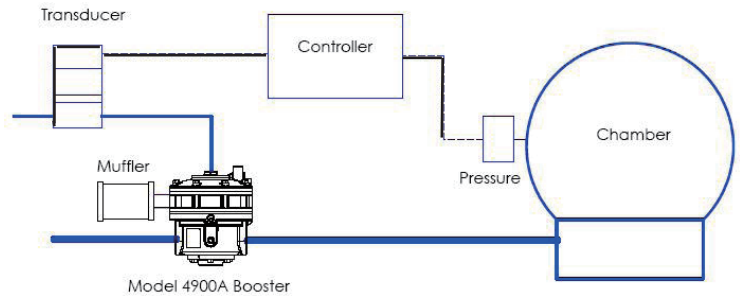 Transducer
Controller
Chamber
Muffler
Pressure
Model 4900A Booster